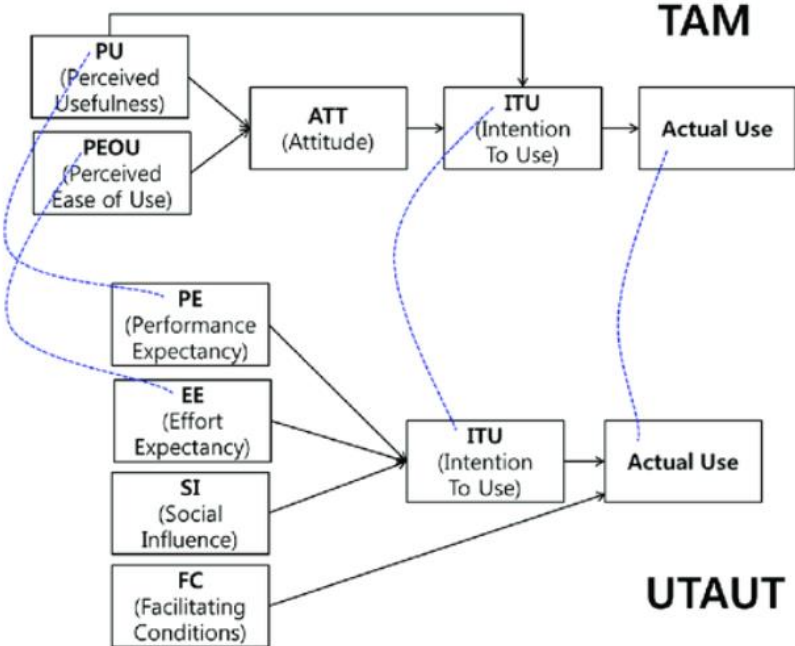 TAM
PU
(Perceived
Usefulness)
PEOU
(Perceived
Ease of Use)
ATT
(Attitude)
ITU
(Intention
To Use)
Actual Use
PE
(Performance
Expectancy)
EE
(Effort
Expectancy)
SI
(Social
Influence)
FC
(Facilitating
Conditions)
ITU
(Intention
To Use)
Actual Use
UTAUT